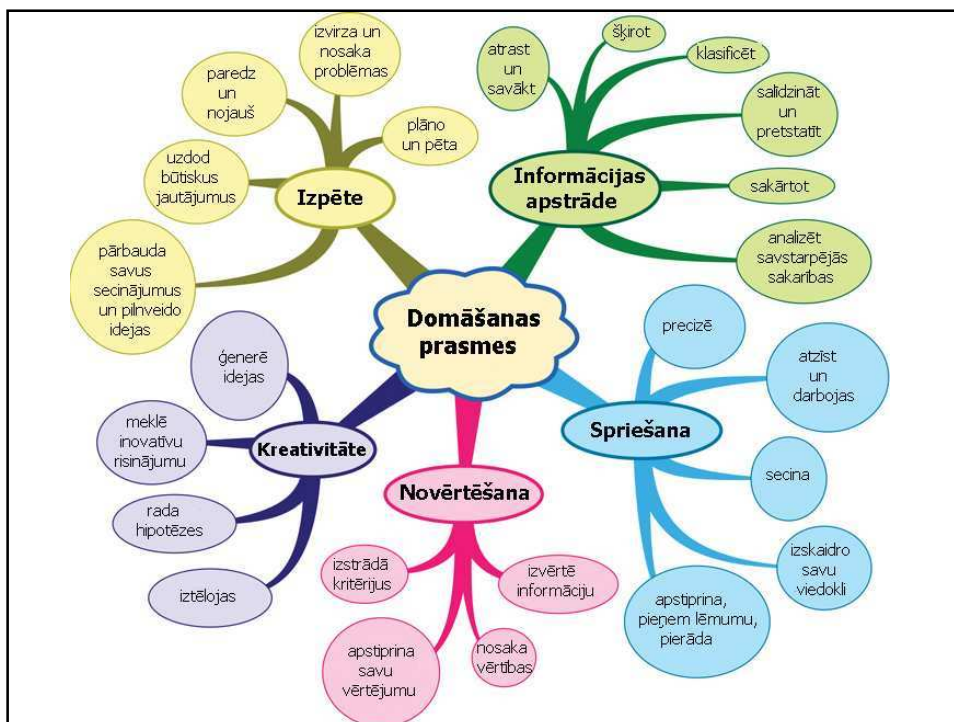 izvirza un
nosaka
problēmas
paredz
un
nojauš
plāno
un pēta
uzdod
būtiskus
jautājumus
Izpēte
pārbauda
savus
secinājumus
un pilnveido
idejas
atrast
un
savākt
šķirot
klasificēt
salīdzināt
un
pretstatīt
Informācijas
apstrāde
sakārtot
analizēt
savstarpējās
sakarības
Domāšanas
prasmes
ģenerē
idejas
meklē
inovatīvu
risinājumu
Kreativitāte
rada
hipotēzes
iztēlojas
Novērtēšana
izstrādā
kritērijus
izvērtē
informāciju
apstiprina
savu
vērtējumu
nosaka
vērtības
precizē
atzīst
un
darbojas
Spriešana
secina
izskaidro
savu
viedokli
apstiprina,
pieņem lēmumu,
pierāda